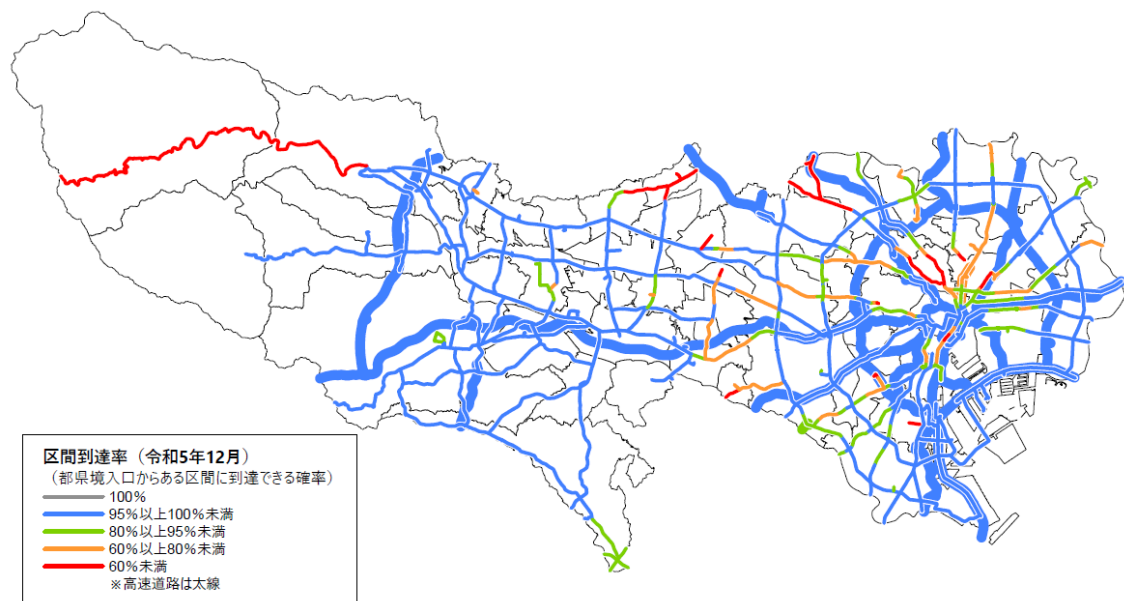 区間到達率（令和5年12月）
（都県境入口からある区間に到達できる確率）
100%
95%以上100%未満
80%以上95%未満
60%以上80%未満
60%未満
※高速道路は太線